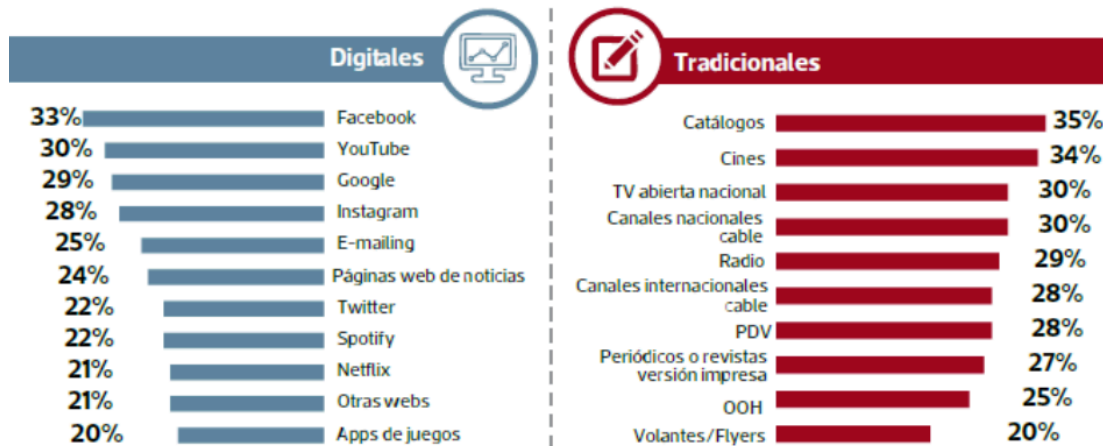 Digitales
33% Facebook
30% YouTube
29% Google
28% Instagram
25% E-mailing
24% Páginas web de noticias
22% Twitter
22% Spotify
21% Netflix
21% Otras webs
20% Apps de juegos
Tradicionales
Catálogos 35%
Cines 34%
TV abierta nacional 30%
Canales nacionales
cable 30%
Radio 29%
Canales internacionales
cable 28%
PDV 28%
Periódicos o revistas
versión impresa 27%
OOH 25%
Volantes/Flyers 20%